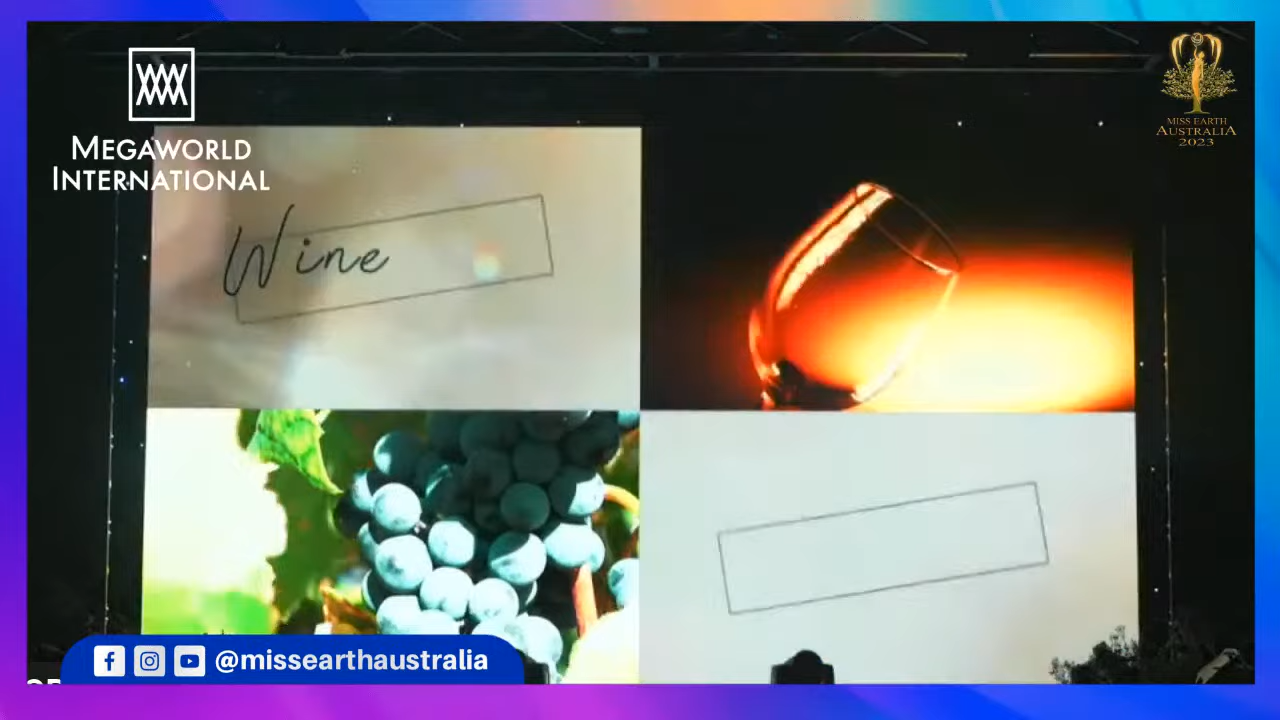 MEGAWORLD
INTERNATIONAL
MISS EARTH
AUSTRALIA
2023
Wine
@missearthaustralia